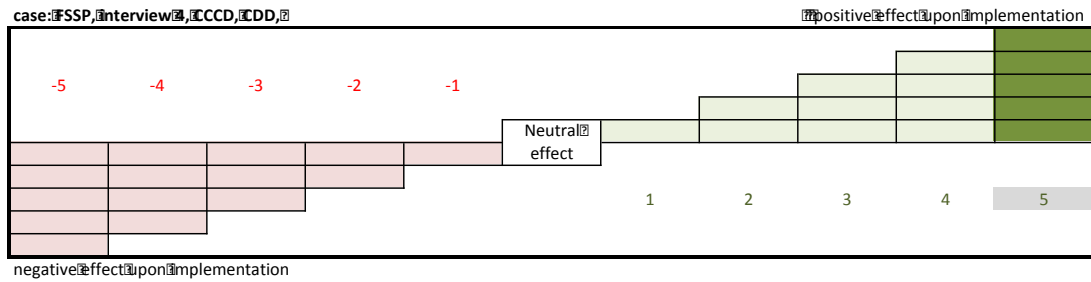 case: FSSP, interview 4, CCCD, CDD,
positive effect upon implementation
-5 -4 -3 -2 -1
Neutral
effect
1 2 3 4 5
negative effect upon implementation